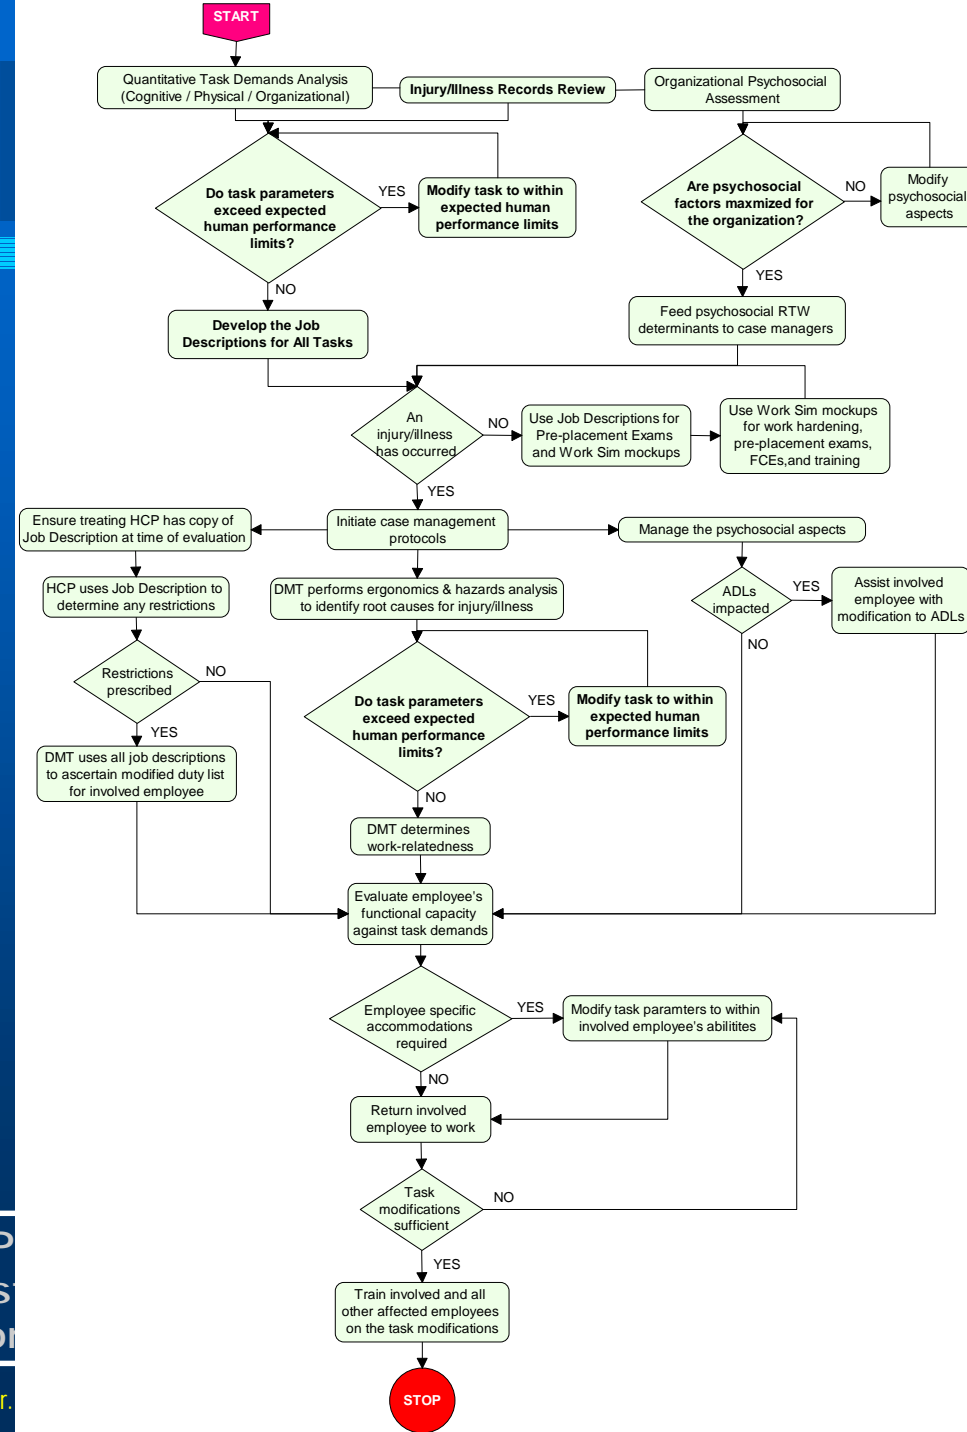 START
Quantitative Task Demands Analysis
(Cognitive / Physical / Organizational)
Injury/Illness Records Review
Organizational Psychosocial
Assessment
Do task parameters
exceed expected
human performance
limits?
YES
Modify task to within
expected human
performance limits
Are psychosocial
factors maxmized for
the organization?
NO
Modify
psychosocial
aspects
NO
YES
Develop the Job
Descriptions for All Tasks
Feed psychosocial RTW
determinants to case managers
An
injury/illness
has occurred
NO
Use Job Descriptions for
Pre-placement Exams
and Work Sim mockups
Use Work Sim mockups
for work hardening,
pre-placement exams,
FCEs,and training
YES
Ensure treating HCP has copy of
Job Description at time of evaluation
Initiate case management
protocols
Manage the psychosocial aspects
HCP uses Job Description to
determine any restrictions
DMT performs ergonomics & hazards analysis
to identify root causes for injury/illness
ADLs
impacted
YES
Assist involved
employee with
modification to ADLs
NO
Restrictions
prescribed
NO
Do task parameters
exceed expected
human performance
limits?
YES
Modify task to within
expected human
performance limits
YES
DMT uses all job descriptions
to ascertain modified duty list
for involved employee
NO
DMT determines
work-relatedness
Evaluate employee's
functional capacity
against task demands
Employee specific
accommodations
required
YES
Modify task paramters to within
involved employee's abilitites
NO
Return involved
employee to work
Task
modifications
sufficient
NO
YES
Train involved and all
other affected employees
on the task modifications
STOP